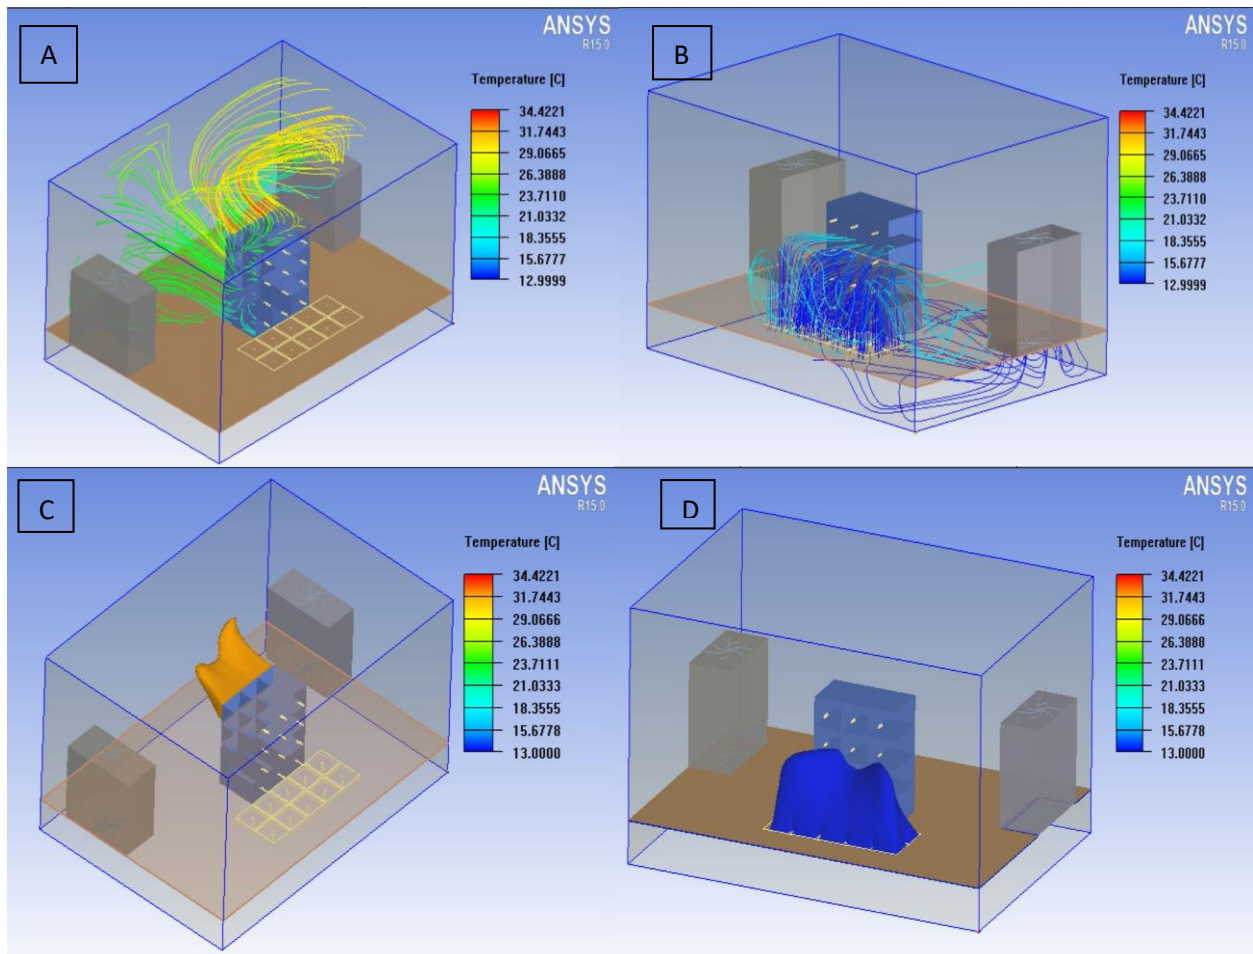 A
ANSYS
R15.0
Temperature [C]
34.4221
31.7443
29.0665
26.3888
23.7110
21.0332
18.3555
15.6777
12.9999
B
ANSYS
R15.0
Temperature [C]
34.4221
31.7443
29.0665
26.3888
23.7110
21.0332
18.3555
15.6777
12.9999
C
ANSYS
R15.0
Temperature [C]
34.4221
31.7443
29.0666
26.3888
23.7111
21.0333
18.3555
15.6778
13.0000
D
ANSYS
R15.0
Temperature [C]
34.4221
31.7443
29.0666
26.3888
23.7111
21.0333
18.3555
15.6778
13.0000